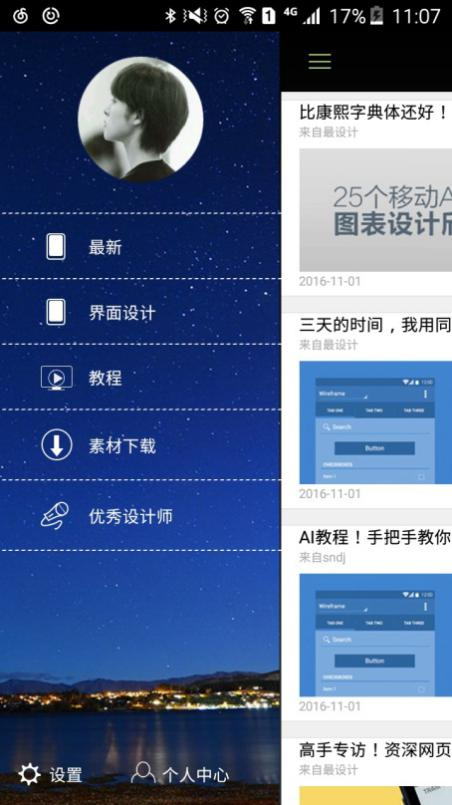 4G 17% 11:07
最新
界面设计
教程
素材下载
优秀设计师
设置
个人中心
比康熙字典体还好！
来自最设计
25个移动A
图表设计欣
2016-11-01
三天的时间，我用同
来自最设计
Wireframe
12:00
TAB ONE TAB TWO TAB THREE
Search
Button
CHECKBOXES
Item 1
2016-11-01
AI教程！手把手教你
来自sndj
Wireframe
12:00
TAB ONE TAB TWO TAB THREE
Search
Button
CHECKBOXES
Item 1
2016-11-01
高手专访！资深网页
来自最设计